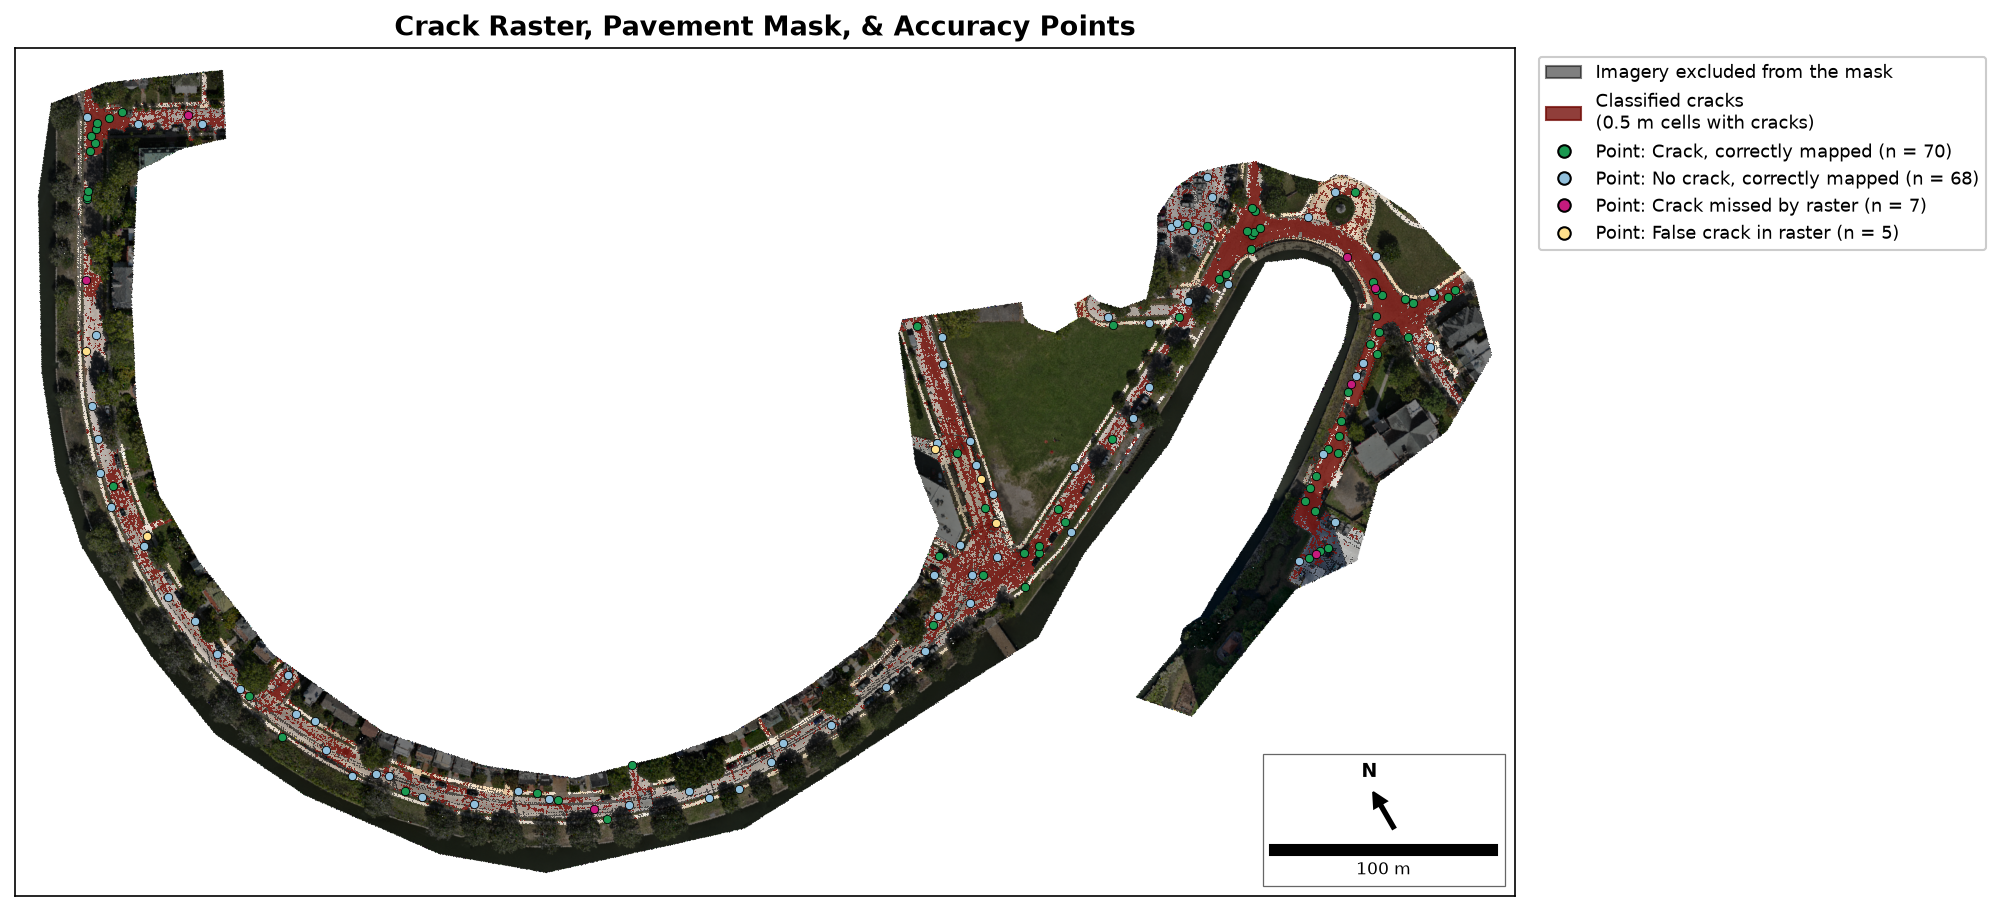 Crack Raster, Pavement Mask, & Accuracy Points
Imagery excluded from the mask
Classified cracks
(0.5 m cells with cracks)
Point: Crack, correctly mapped (n = 70)
Point: No crack, correctly mapped (n = 68)
Point: Crack missed by raster (n = 7)
Point: False crack in raster (n = 5)
N
100 m